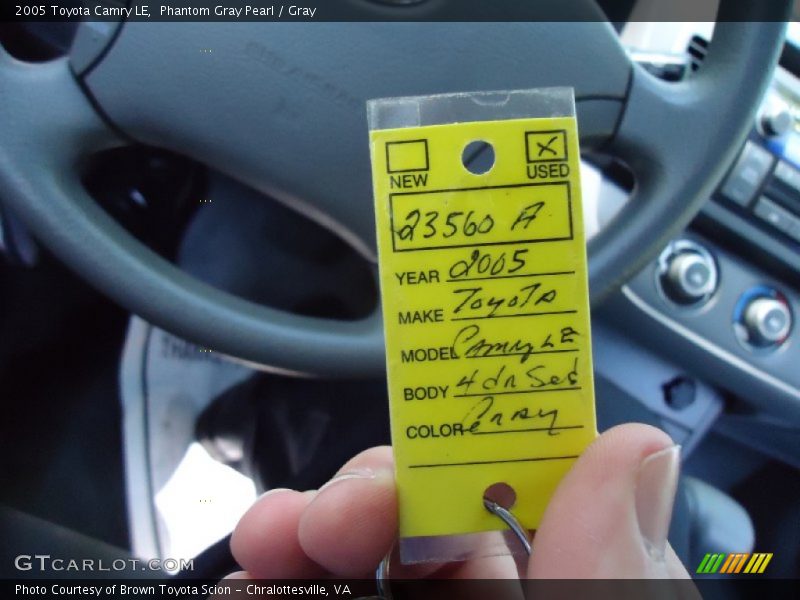 2005 Toyota Camry LE,  Phantom Gray Pearl / Gray
NEW
USED
23560 A
YEAR 2005
MAKE Toyota
MODEL Camry LE
BODY 4 dr Sed
COLOR Gray
GTCARLOT.COM
Photo Courtesy of Brown Toyota Scion - Chralottesville, VA